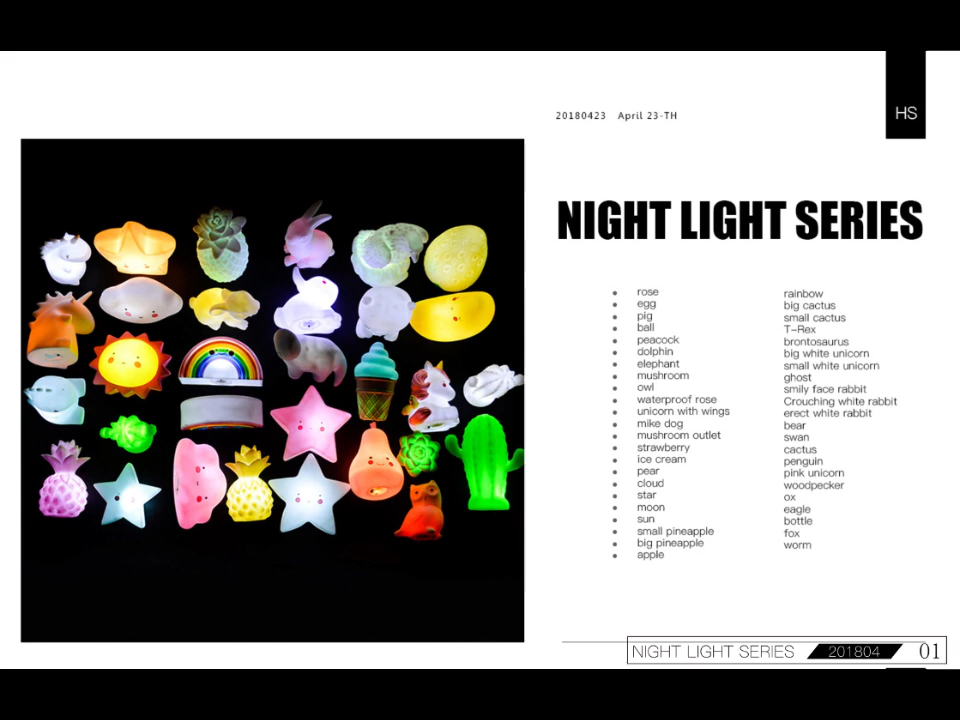 HS
20180423 April 23-TH
NIGHT LIGHT SERIES
rose
egg
pig
ball
peacock
dolphin
elephant
mushroom
owl
waterproof rose
unicorn with wings
mike dog
mushroom outlet
strawberry
ice cream
pear
cloud
star
moon
sun
small pineapple
big pineapple
apple
rainbow
big cactus
small cactus
T-Rex
brontosaurus
big white unicorn
small white unicorn
ghost
smily face rabbit
Crouching white rabbit
erect white rabbit
bear
swan
cactus
penguin
pink unicorn
woodpecker
ox
eagle
bottle
fox
worm
NIGHT LIGHT SERIES 201804 01